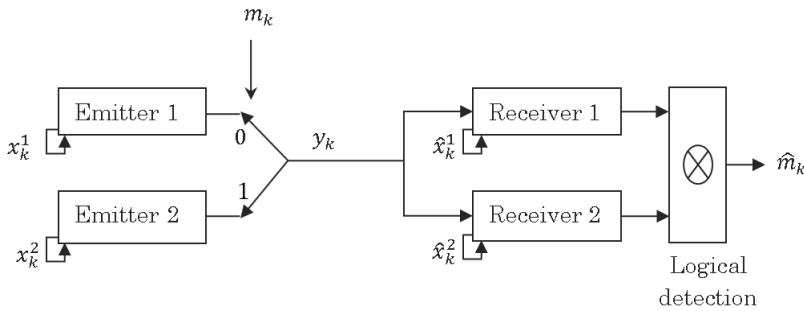 m_k
Emitter 1
Receiver 1
x_k^1
0
y_k
x̂_k^1
m̂_k
1
Emitter 2
Receiver 2
x_k^2
x̂_k^2
Logical
detection